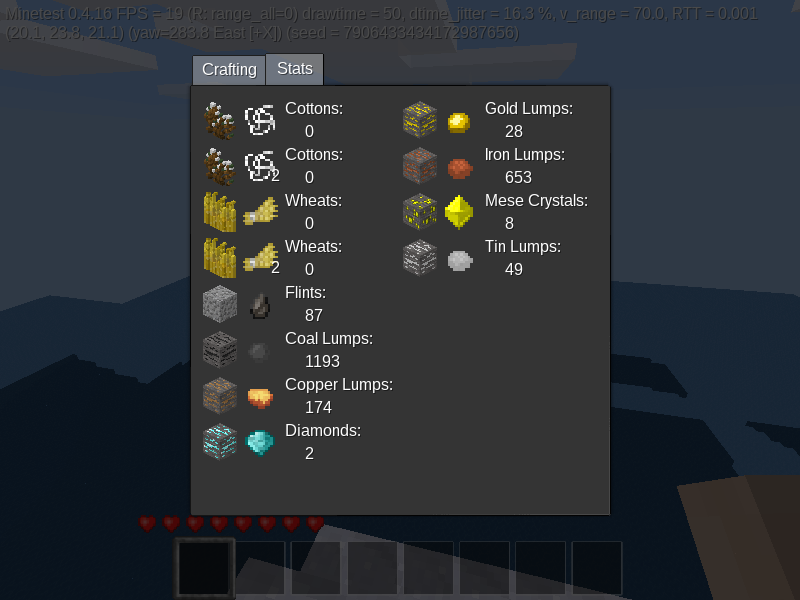 Minetest 0.4.16 FPS = 19 (R: range_all=0) drawtime = 50, dtime_jitter = 16.3 %, v_range = 70.0, RTT = 0.001
(20.1, 23.8, 21.1) (yaw=283.8 East [+X]) (seed = 7906433434172987656)
Crafting
Stats
Cottons:
0
2
Cottons:
0
Wheats:
0
2
Wheats:
0
Flints:
87
Coal Lumps:
1193
Copper Lumps:
174
Diamonds:
2
Gold Lumps:
28
Iron Lumps:
653
Mese Crystals:
8
Tin Lumps:
49